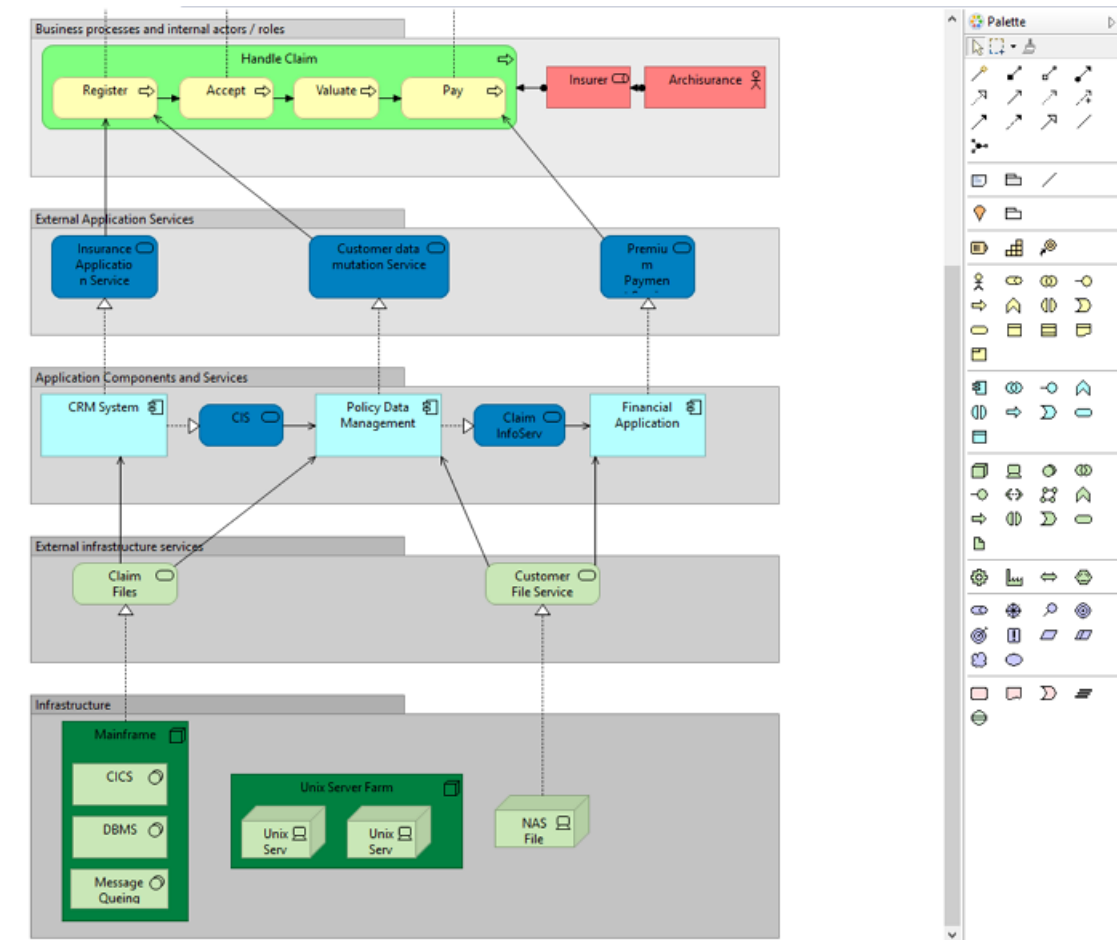 Palette
Business processes and internal actors / roles
Handle Claim
Register
Accept
Valuate
Pay
Insurer
Archisurance
External Application Services
Insurance
Applicatio
n Service
Customer data
mutation Service
Premiu
m
Paymen
External Application Components and Services
CRM System
CIS
Policy Data
Management
Claim
InfoServ
Financial
Application
External infrastructure services
Claim
Files
Customer
File Service
Infrastructure
Mainframe
CICS
DBMS
Message
Queing
Unix Server Farm
Unix
Serv
Unix
Serv
NAS
File